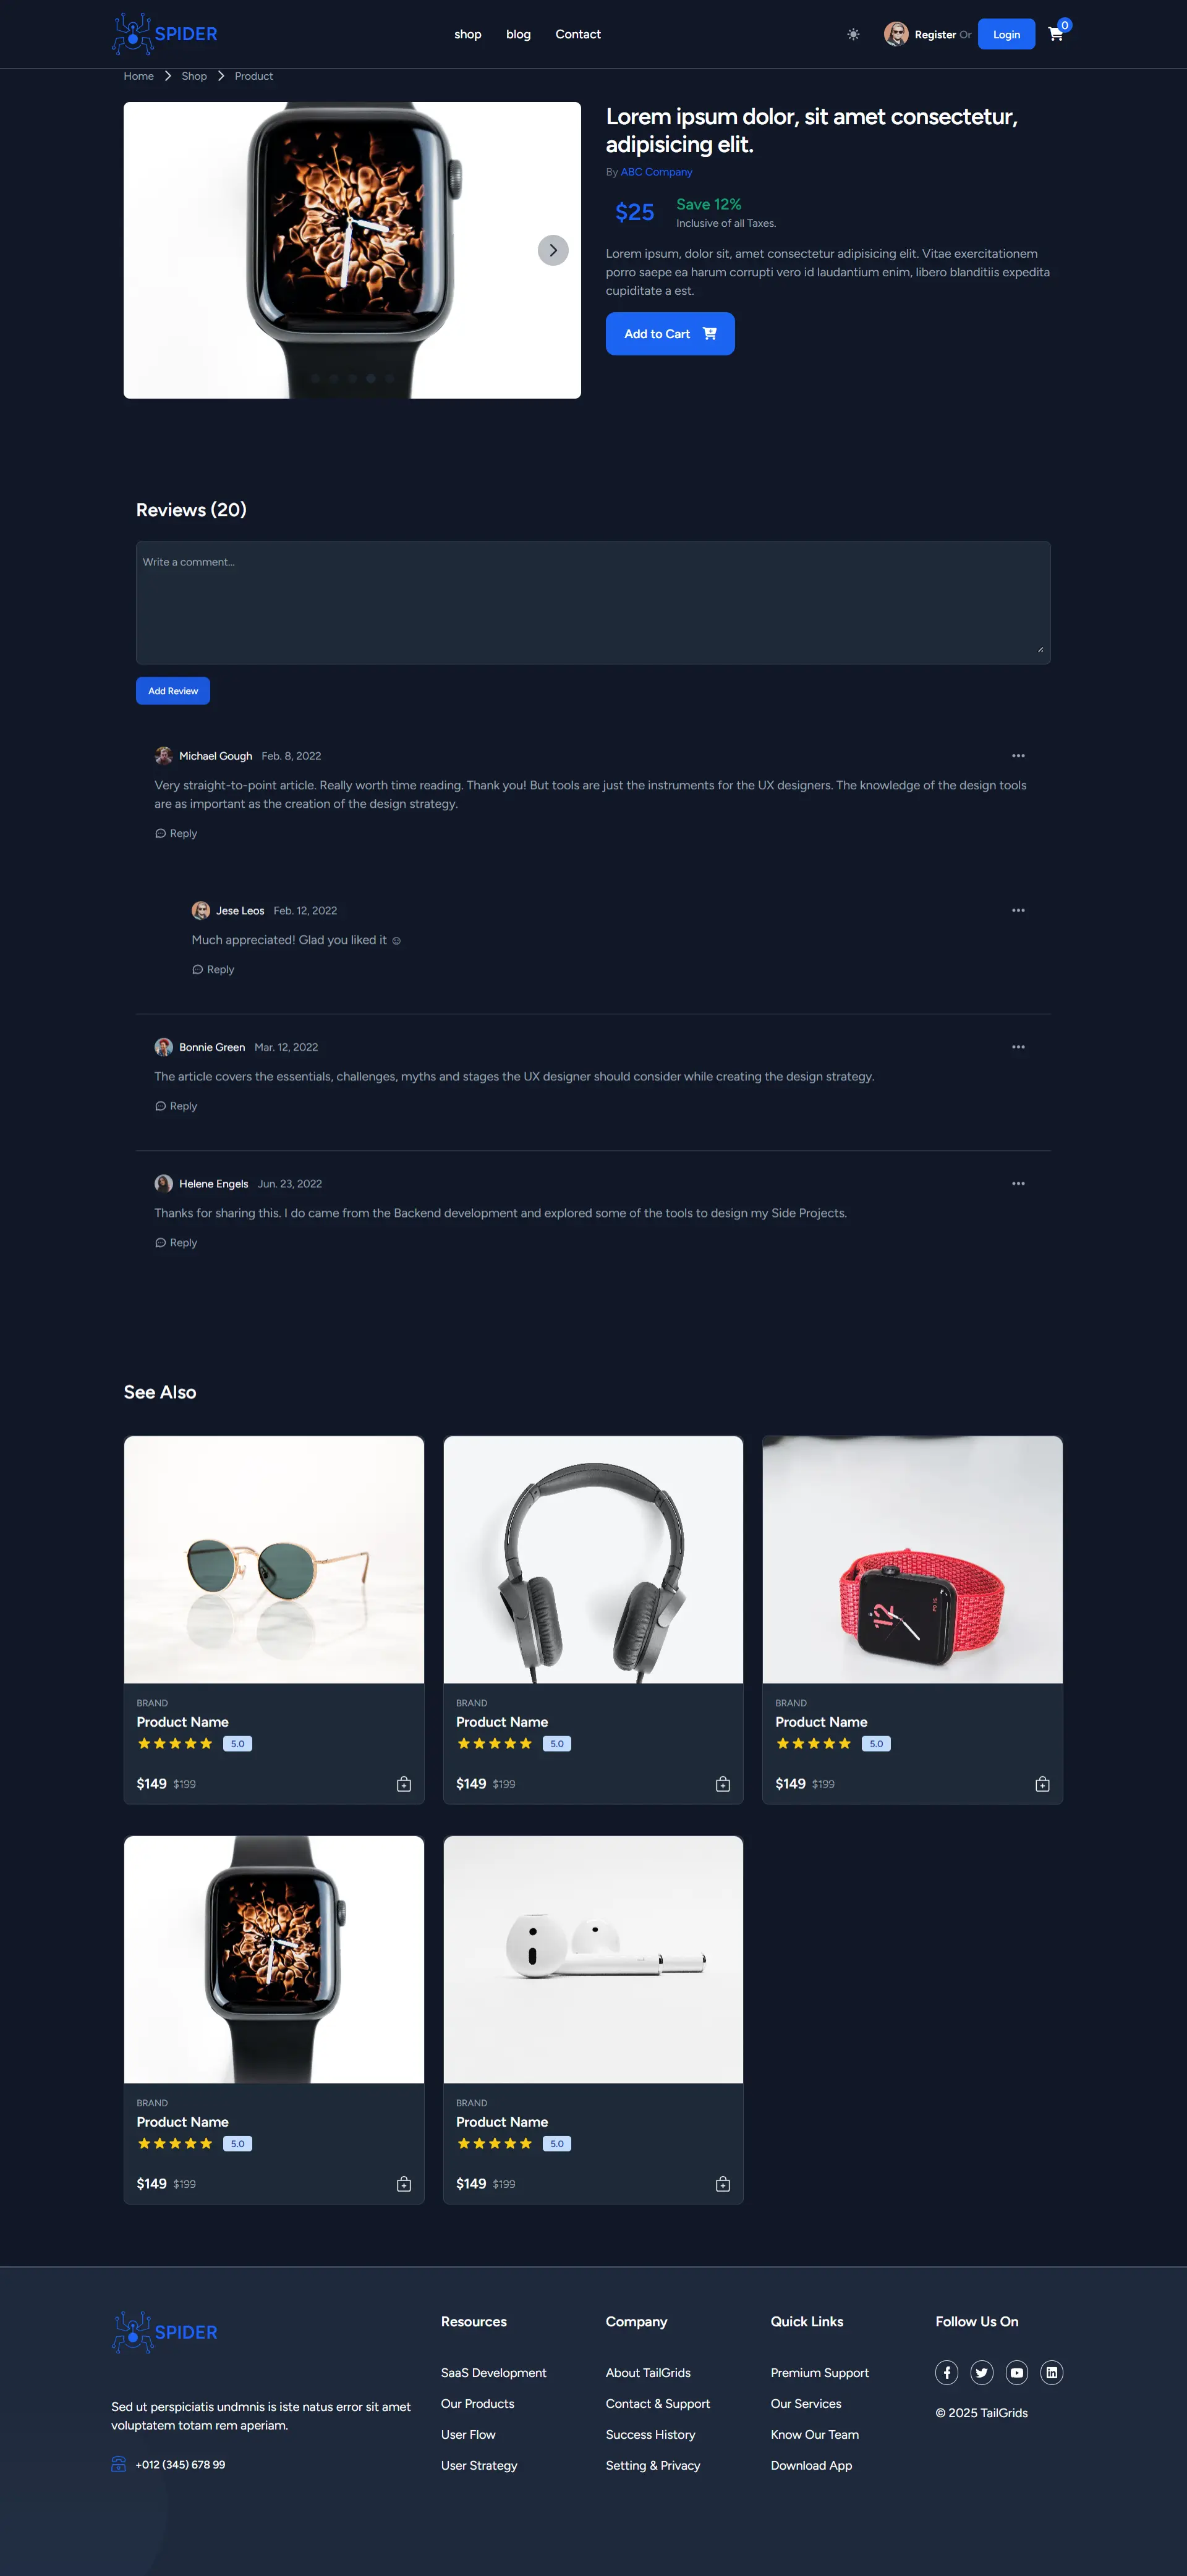 SPIDER
shop
blog
Contact
Register Or
Login
0
Home
Shop
Product
Lorem ipsum dolor, sit amet consectetur,
adipisicing elit.
By ABC Company
$25
Save 12%
Inclusive of all Taxes.
Lorem ipsum, dolor sit, amet consectetur adipisicing elit. Vitae exercitationem
porro saepe ea harum corrupti vero id laudantium enim, libero blanditiis expedita
cupiditate a est.
Add to Cart
Reviews (20)
Write a comment...
Add Review
Michael Gough Feb. 8, 2022
Very straight-to-point article. Really worth time reading. Thank you! But tools are just the instruments for the UX designers. The knowledge of the design tools
are as important as the creation of the design strategy.
Reply
Jese Leos Feb. 12, 2022
Much appreciated! Glad you liked it ☺
Reply
Bonnie Green Mar. 12, 2022
The article covers the essentials, challenges, myths and stages the UX designer should consider while creating the design strategy.
Reply
Helene Engels Jun. 23, 2022
Thanks for sharing this. I do came from the Backend development and explored some of the tools to design my Side Projects.
Reply
See Also
12
BRAND
Product Name
5.0
$149 $199
BRAND
Product Name
5.0
$149 $199
BRAND
Product Name
5.0
$149 $199
BRAND
Product Name
5.0
$149 $199
BRAND
Product Name
5.0
$149 $199
SPIDER
Sed ut perspiciatis undmnis is iste natus error sit amet
voluptatem totam rem aperiam.
+012 (345) 678 99
Resources
SaaS Development
Our Products
User Flow
User Strategy
Company
About TailGrids
Contact & Support
Success History
Setting & Privacy
Quick Links
Premium Support
Our Services
Know Our Team
Download App
Follow Us On
© 2025 TailGrids